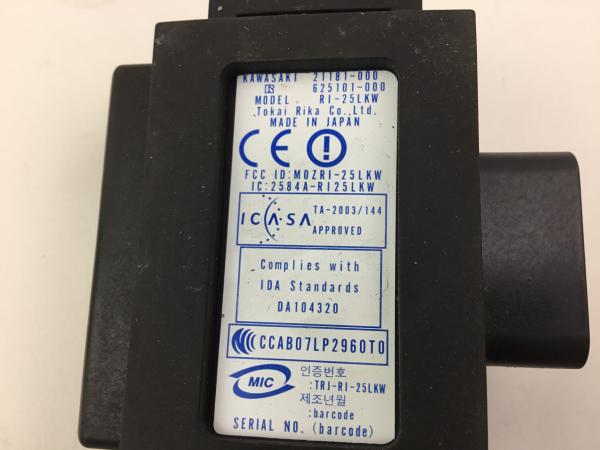 KAWASAKI 21181-000
DS 625101-000
MODEL RI-25LKW
Tokai Rika Co.,Ltd.
MADE IN JAPAN
CE
FCC ID:MOZRI-25LKW
IC:2584A-RI25LKW
ICASA
TA-2003/144
APPROVED
Complies with
IDA Standards
DA104320
CCAB07LP2960T0
MIC
인증번호
:TRJ-RI-25LKW
제조년월
:barcode
SERIAL NO. (barcode)